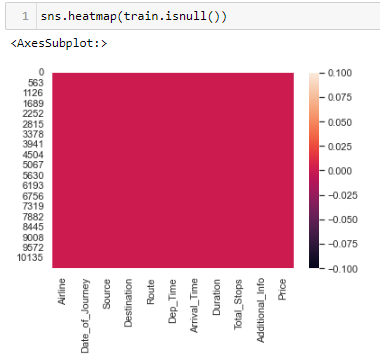 1 sns.heatmap(train.isnull())
<AxesSubplot:>
0
563
1126
1689
2252
2815
3378
3941
4504
5067
5630
6193
6756
7319
7882
8445
9008
9572
10135
0.100
0.075
0.050
0.025
0.000
−0.025
−0.050
−0.075
−0.100
Airline
Date_of_Journey
Source
Destination
Route
Dep_Time
Arrival_Time
Duration
Total_Stops
Additional_Info
Price